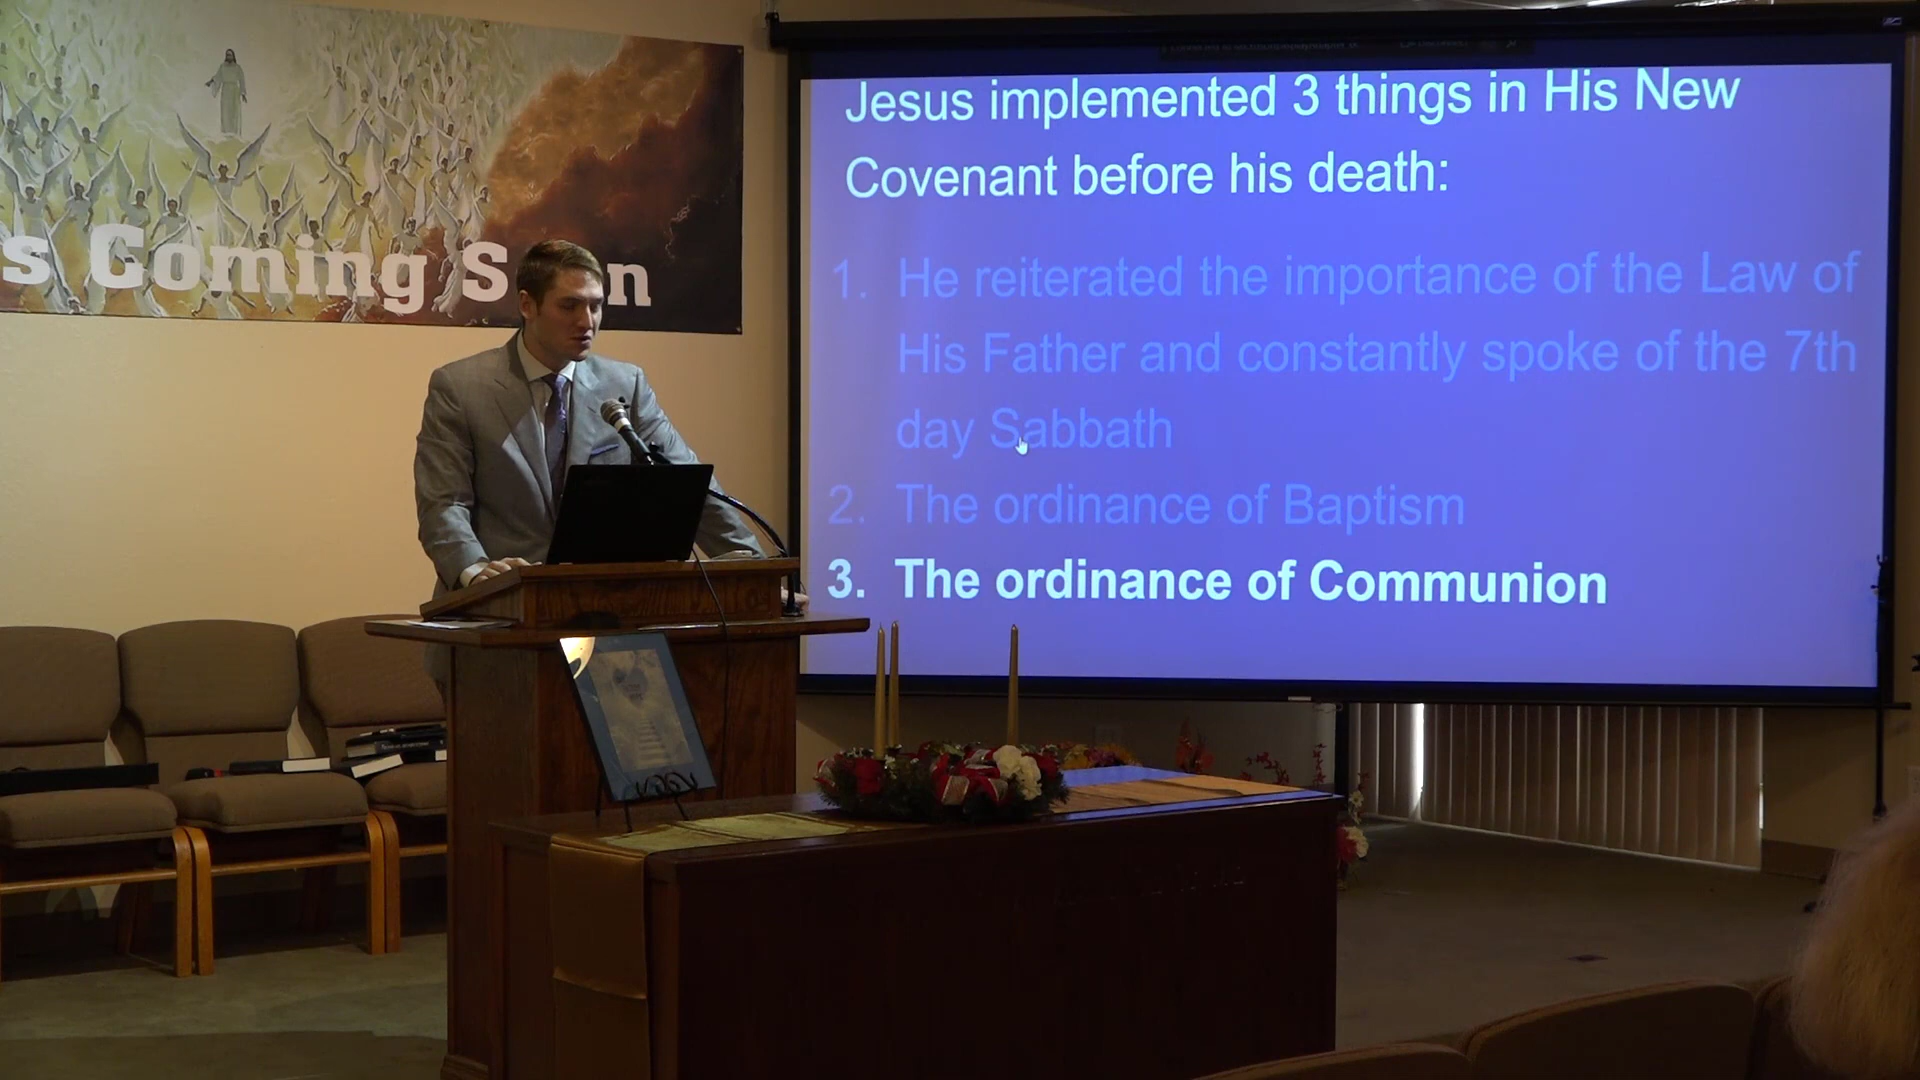 s Coming S n
Jesus implemented 3 things in His New
Covenant before his death:
1. He reiterated the importance of the Law of
His Father and constantly spoke of the 7th
day Sabbath
2. The ordinance of Baptism
3. The ordinance of Communion